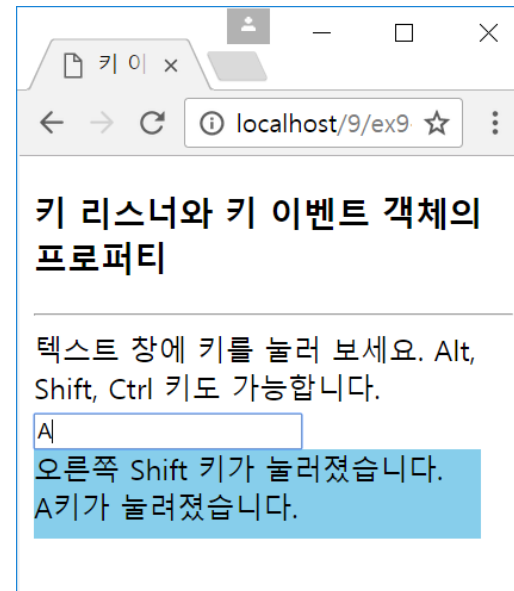 키 이
localhost/9/ex9-
키 리스너와 키 이벤트 객체의
프로퍼티
텍스트 창에 키를 눌러 보세요. Alt,
Shift, Ctrl 키도 가능합니다.
A
오른쪽 Shift 키가 눌러졌습니다.
A키가 눌려졌습니다.